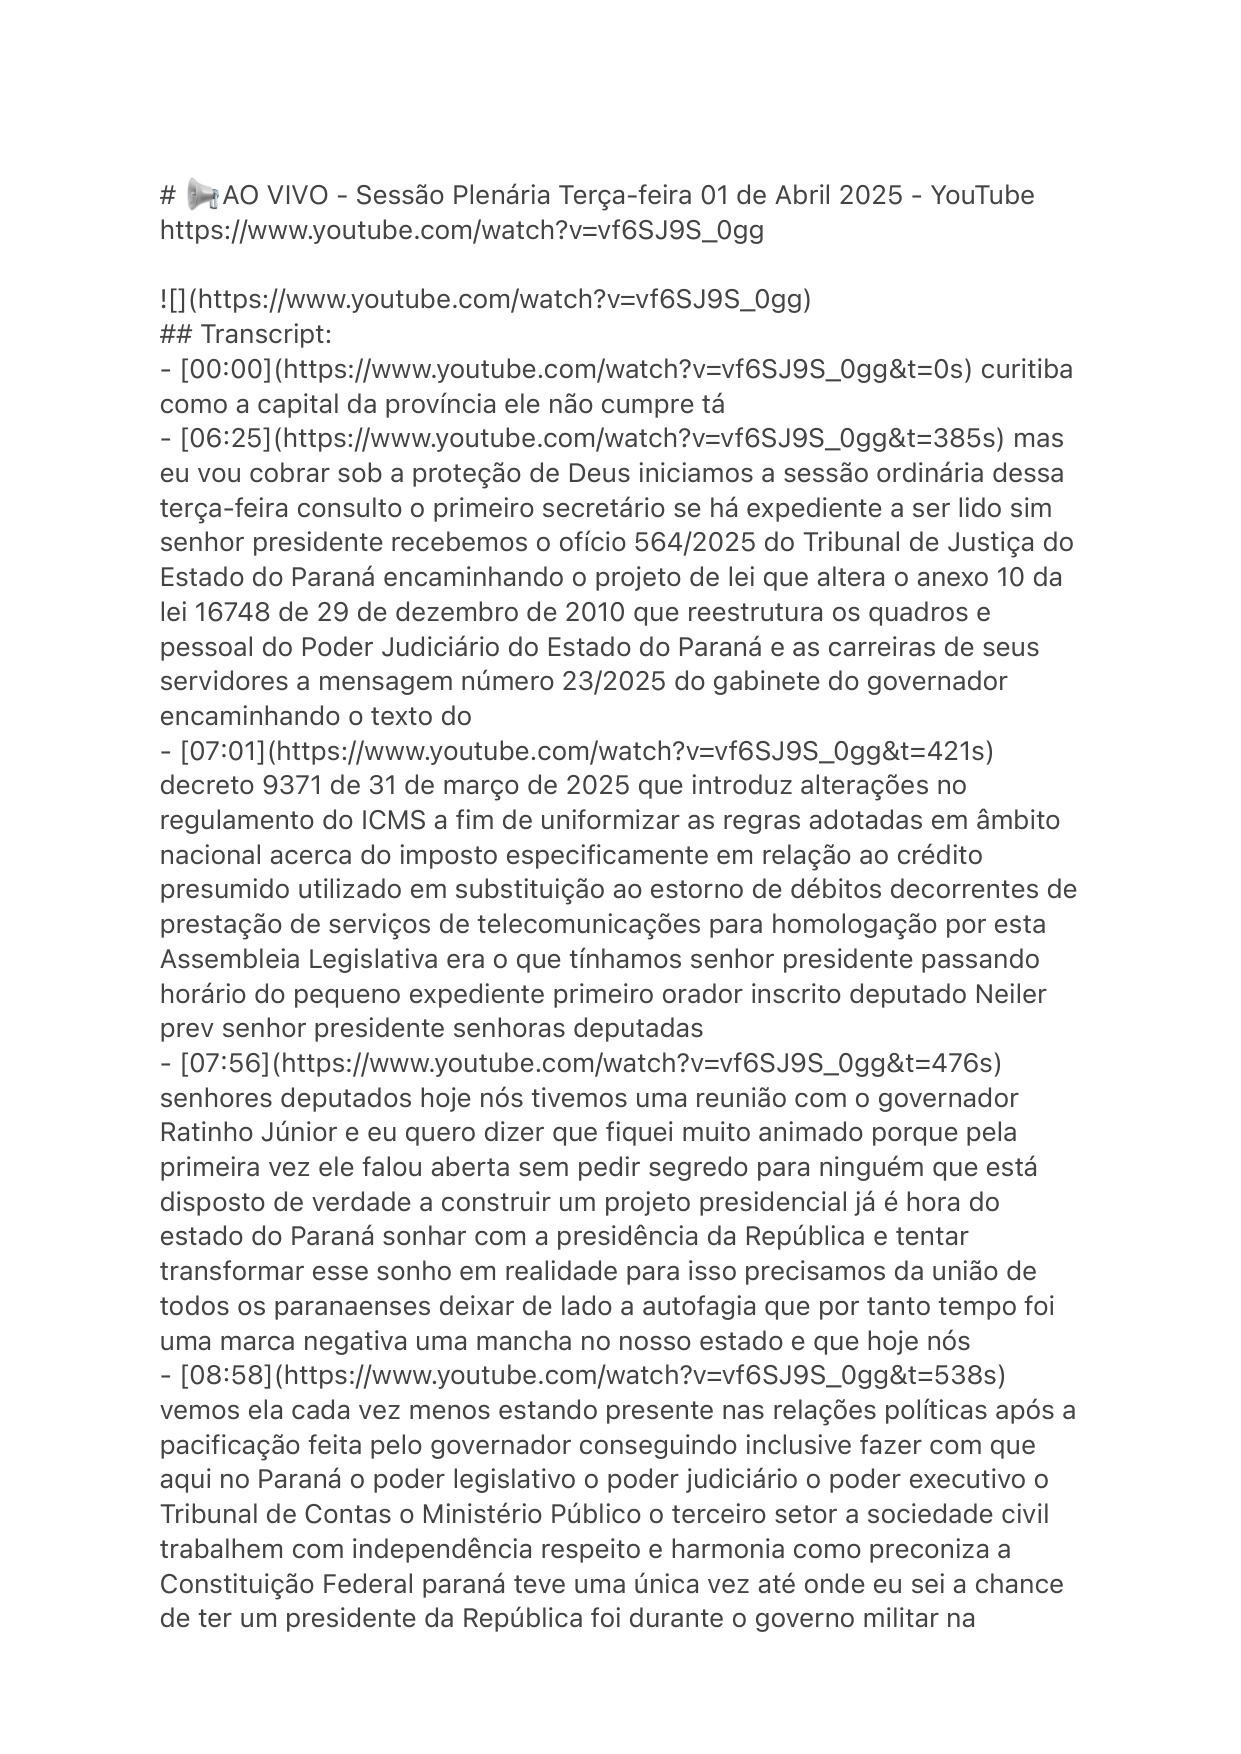 # 📢AO VIVO - Sessão Plenária Terça-feira 01 de Abril 2025 - YouTube
https://www.youtube.com/watch?v=vf6SJ9S_0gg
![](https://www.youtube.com/watch?v=vf6SJ9S_0gg)
## Transcript:
- [00:00](https://www.youtube.com/watch?v=vf6SJ9S_0gg&t=0s) curitiba
como a capital da província ele não cumpre tá
- [06:25](https://www.youtube.com/watch?v=vf6SJ9S_0gg&t=385s) mas
eu vou cobrar sob a proteção de Deus iniciamos a sessão ordinária dessa
terça-feira consulto o primeiro secretário se há expediente a ser lido sim
senhor presidente recebemos o ofício 564/2025 do Tribunal de Justiça do
Estado do Paraná encaminhando o projeto de lei que altera o anexo 10 da
lei 16748 de 29 de dezembro de 2010 que reestrutura os quadros e
pessoal do Poder Judiciário do Estado do Paraná e as carreiras de seus
servidores a mensagem número 23/2025 do gabinete do governador
encaminhando o texto do
- [07:01](https://www.youtube.com/watch?v=vf6SJ9S_0gg&t=421s)
decreto 9371 de 31 de março de 2025 que introduz alterações no
regulamento do ICMS a fim de uniformizar as regras adotadas em âmbito
nacional acerca do imposto especificamente em relação ao crédito
presumido utilizado em substituição ao estorno de débitos decorrentes de
prestação de serviços de telecomunicações para homologação por esta
Assembleia Legislativa era o que tínhamos senhor presidente passando
horário do pequeno expediente primeiro orador inscrito deputado Neiler
prev senhor presidente senhoras deputadas
- [07:56](https://www.youtube.com/watch?v=vf6SJ9S_0gg&t=476s)
senhores deputados hoje nós tivemos uma reunião com o governador
Ratinho Júnior e eu quero dizer que fiquei muito animado porque pela
primeira vez ele falou aberta sem pedir segredo para ninguém que está
disposto de verdade a construir um projeto presidencial já é hora do
estado do Paraná sonhar com a presidência da República e tentar
transformar esse sonho em realidade para isso precisamos da união de
todos os paranaenses deixar de lado a autofagia que por tanto tempo foi
uma marca negativa uma mancha no nosso estado e que hoje nós
- [08:58](https://www.youtube.com/watch?v=vf6SJ9S_0gg&t=538s)
vemos ela cada vez menos estando presente nas relações políticas após a
pacificação feita pelo governador conseguindo inclusive fazer com que
aqui no Paraná o poder legislativo o poder judiciário o poder executivo o
Tribunal de Contas o Ministério Público o terceiro setor a sociedade civil
trabalhem com independência respeito e harmonia como preconiza a
Constituição Federal paraná teve uma única vez até onde eu sei a chance
de ter um presidente da República foi durante o governo militar na